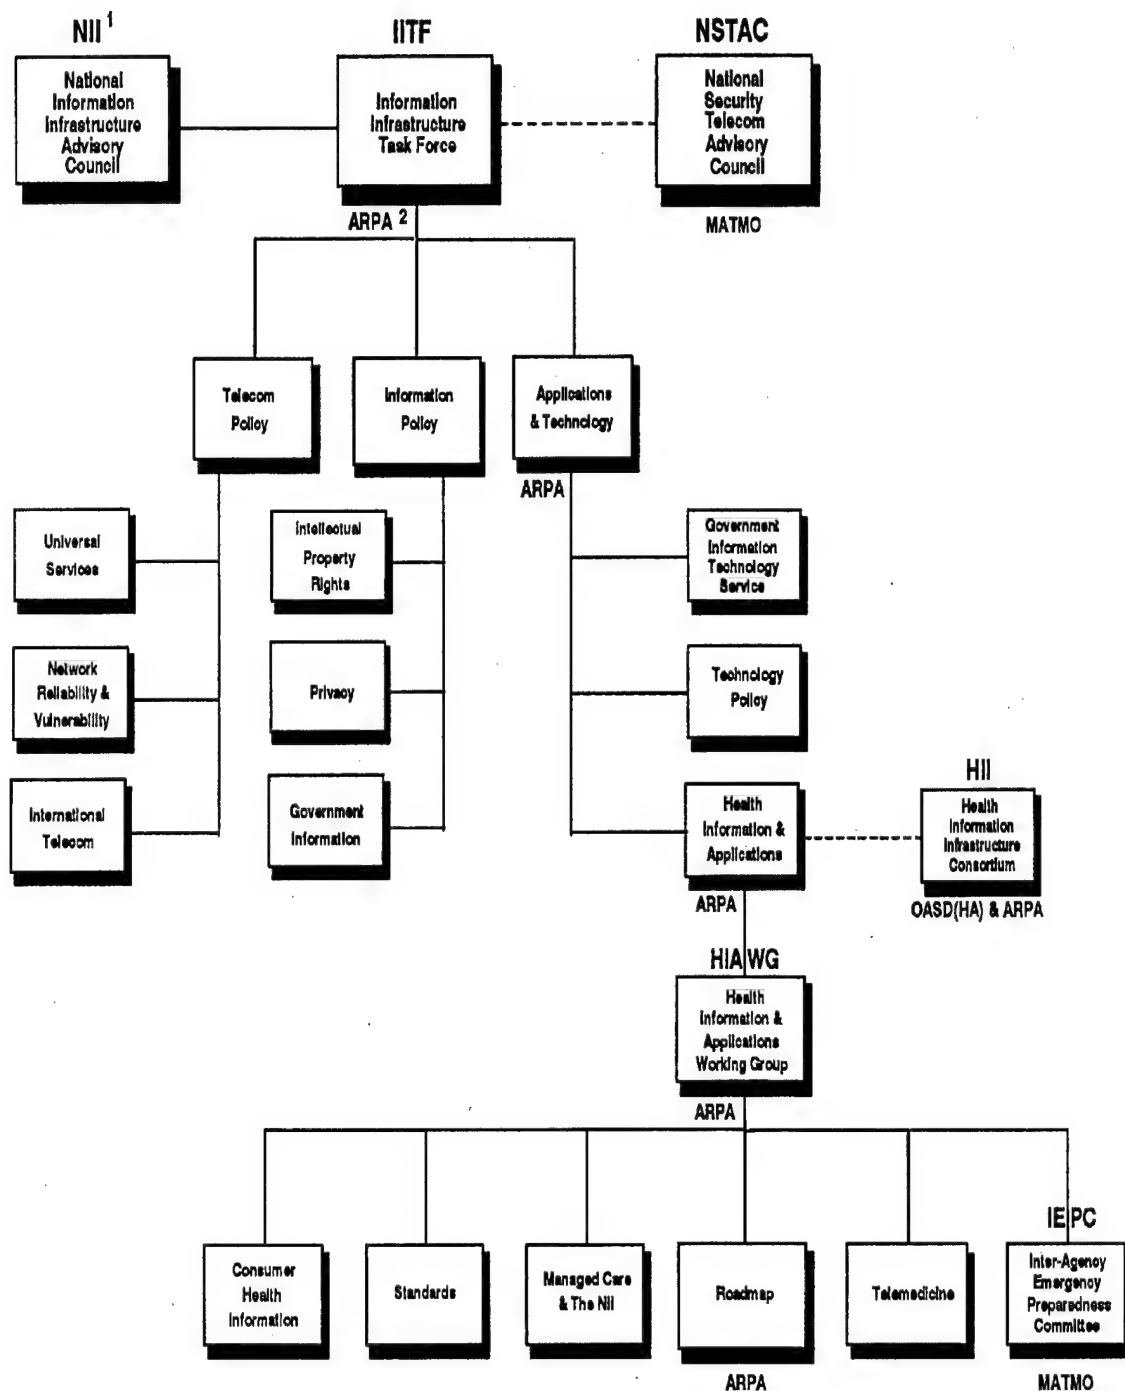 NII 1
IITF
NSTAC
National
Information
Infrastructure
Advisory
Council
Information
Infrastructure
Task Force
National
Security
Telecom
Advisory
Council
ARPA 2
MATMO
Telecom
Policy
Information
Policy
Applications
& Technology
ARPA
Universal
Services
Intellectual
Property
Rights
Government
Information
Technology
Service
Network
Reliability &
Vulnerability
Privacy
Technology
Policy
International
Telecom
Government
Information
Health
Information &
Applications
HII
Health
Information
Infrastructure
Consortium
ARPA
OASD(HA) & ARPA
HIAWG
Health
Information &
Applications
Working Group
ARPA
Consumer
Health
Information
Standards
Managed Care
& The NII
Roadmap
Telemedicine
IEPC
Inter-Agency
Emergency
Preparedness
Committee
ARPA
MATMO